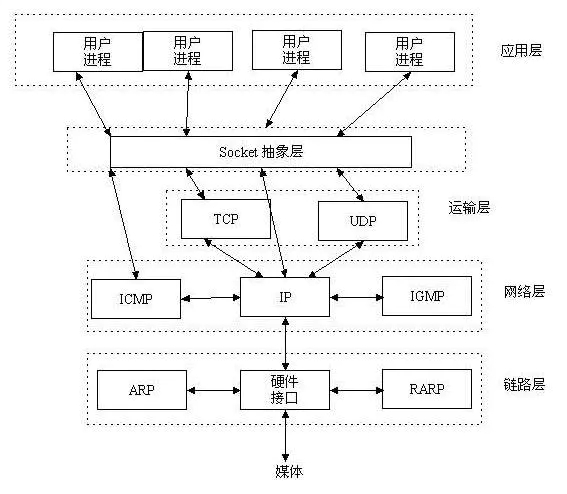 用户
进程
用户
进程
用户
进程
用户
进程
应用层
Socket 抽象层
TCP
UDP
运输层
ICMP
IP
IGMP
网络层
ARP
硬件
接口
RARP
链路层
媒体